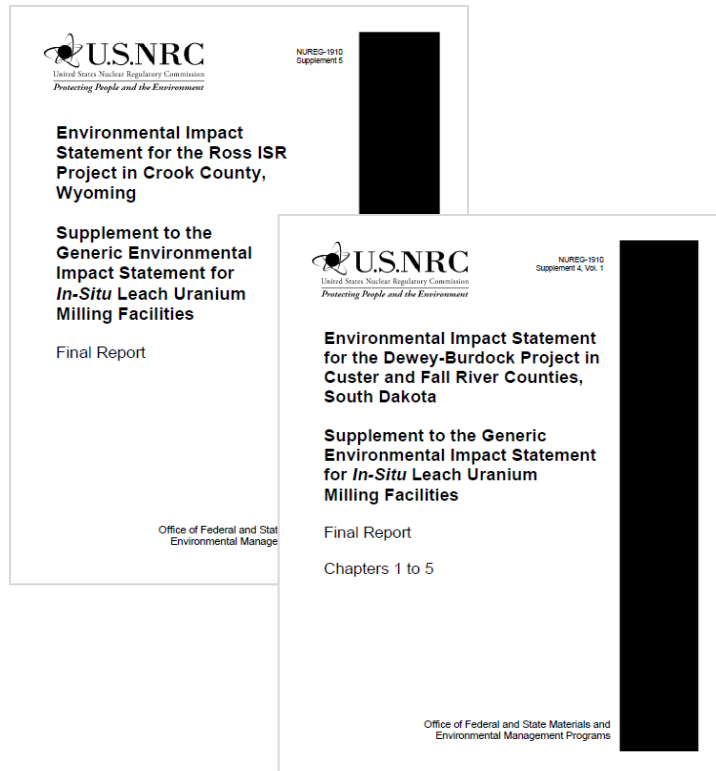 U.S.NRC
United States Nuclear Regulatory Commission
Protecting People and the Environment
NUREG-1910
Supplement 5
Environmental Impact
Statement for the Ross ISR
Project in Crook County,
Wyoming
Supplement to the
Generic Environmental
Impact Statement for
In-Situ Leach Uranium
Milling Facilities
Final Report
Office of Federal and
Environmental
U.S.NRC
United States Nuclear Regulatory Commission
Protecting People and the Environment
NUREG-1910
Supplement 4, Vol. 1
Environmental Impact Statement
for the Dewey-Burdock Project in
Custer and Fall River Counties,
South Dakota
Supplement to the Generic
Environmental Impact Statement
for In-Situ Leach Uranium
Milling Facilities
Final Report
Chapters 1 to 5
Office of Federal and State Materials and
Environmental Management Programs